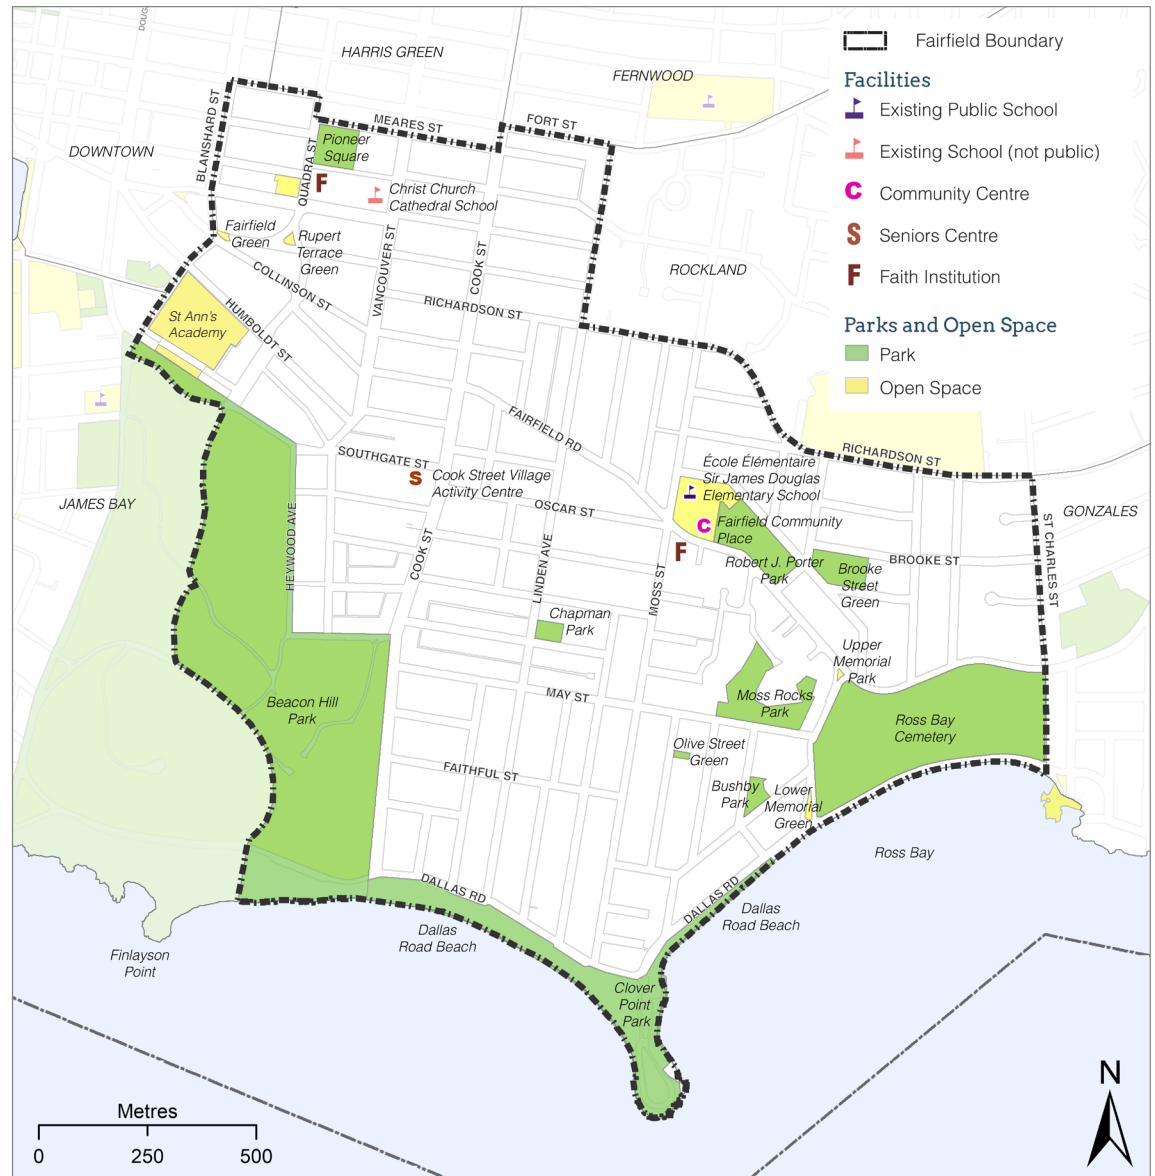 DOUG
HARRIS GREEN
FERNWOOD
Fairfield Boundary
Facilities
Existing Public School
Existing School (not public)
C Community Centre
S Seniors Centre
F Faith Institution
Parks and Open Space
Park
Open Space
BLANSHARD ST
MEARES ST
FORT ST
DOWNTOWN
Pioneer
Square
QUADRA ST
F
Christ Church
Cathedral School
Fairfield
Green
Rupert
Terrace
Green
VANCOUVER ST
COOK ST
ROCKLAND
COLLINSON ST
HUMBOLDT ST
RICHARDSON ST
St Ann's
Academy
FAIRFIELD RD
RICHARDSON ST
SOUTHGATE ST
S
Cook Street Village
Activity Centre
École Élémentaire
Sir James Douglas
Elementary School
JAMES BAY
OSCAR ST
C
Fairfield Community
Place
GONZALES
HEYWOOD AVE
COOK ST
LINDEN AVE
MOSS ST
F
Robert J. Porter
Park
BROOKE ST
Brooke
Street
Green
ST CHARLES ST
Chapman
Park
Upper
Memorial
Park
Beacon Hill
Park
MAY ST
Moss Rocks
Park
Ross Bay
Cemetery
Olive Street
Green
FAITHFUL ST
Bushby
Park
Lower
Memorial
Green
Ross Bay
DALLAS RD
DALLAS RD
Dallas
Road Beach
Dallas
Road Beach
Finlayson
Point
Clover
Point
Park
N
Metres
0 250 500